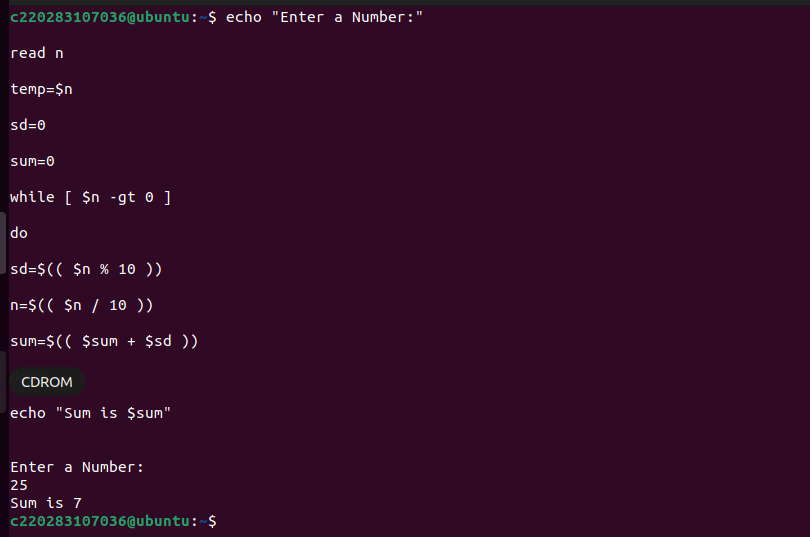 c220283107036@ubuntu:~$ echo "Enter a Number:"
read n
temp=$n
sd=0
sum=0
while [ $n -gt 0 ]
do
sd=$(( $n % 10 ))
n=$(( $n / 10 ))
sum=$(( $sum + $sd ))
CDROM
echo "Sum is $sum"
Enter a Number:
25
Sum is 7
c220283107036@ubuntu:~$